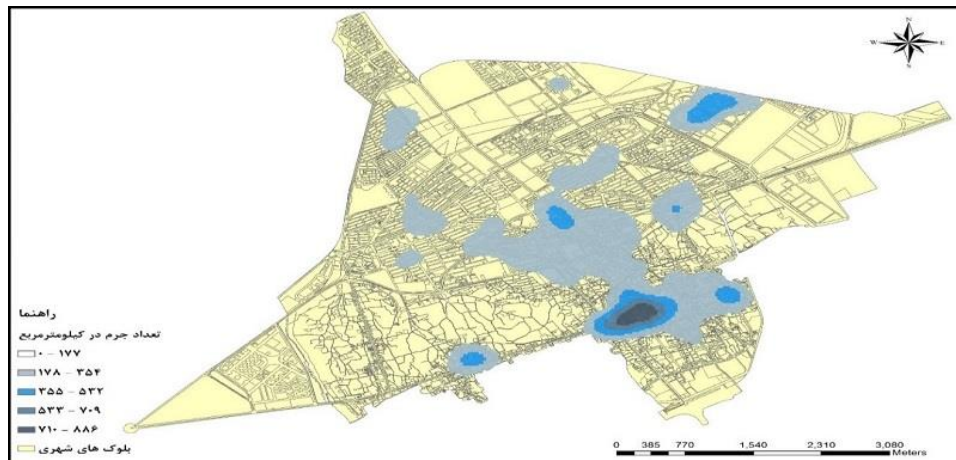 N
W E
S
راهنما
تعداد جرم در کیلومترمربع
۰ - ۱۷۷
۱۷۸ - ۳۵۴
۳۵۵ - ۵۳۲
۵۳۳ - ۷۰۹
۷۱۰ - ۸۸۶
بلوک های شهری
0 385 770 1,540 2,310 3,080
Meters